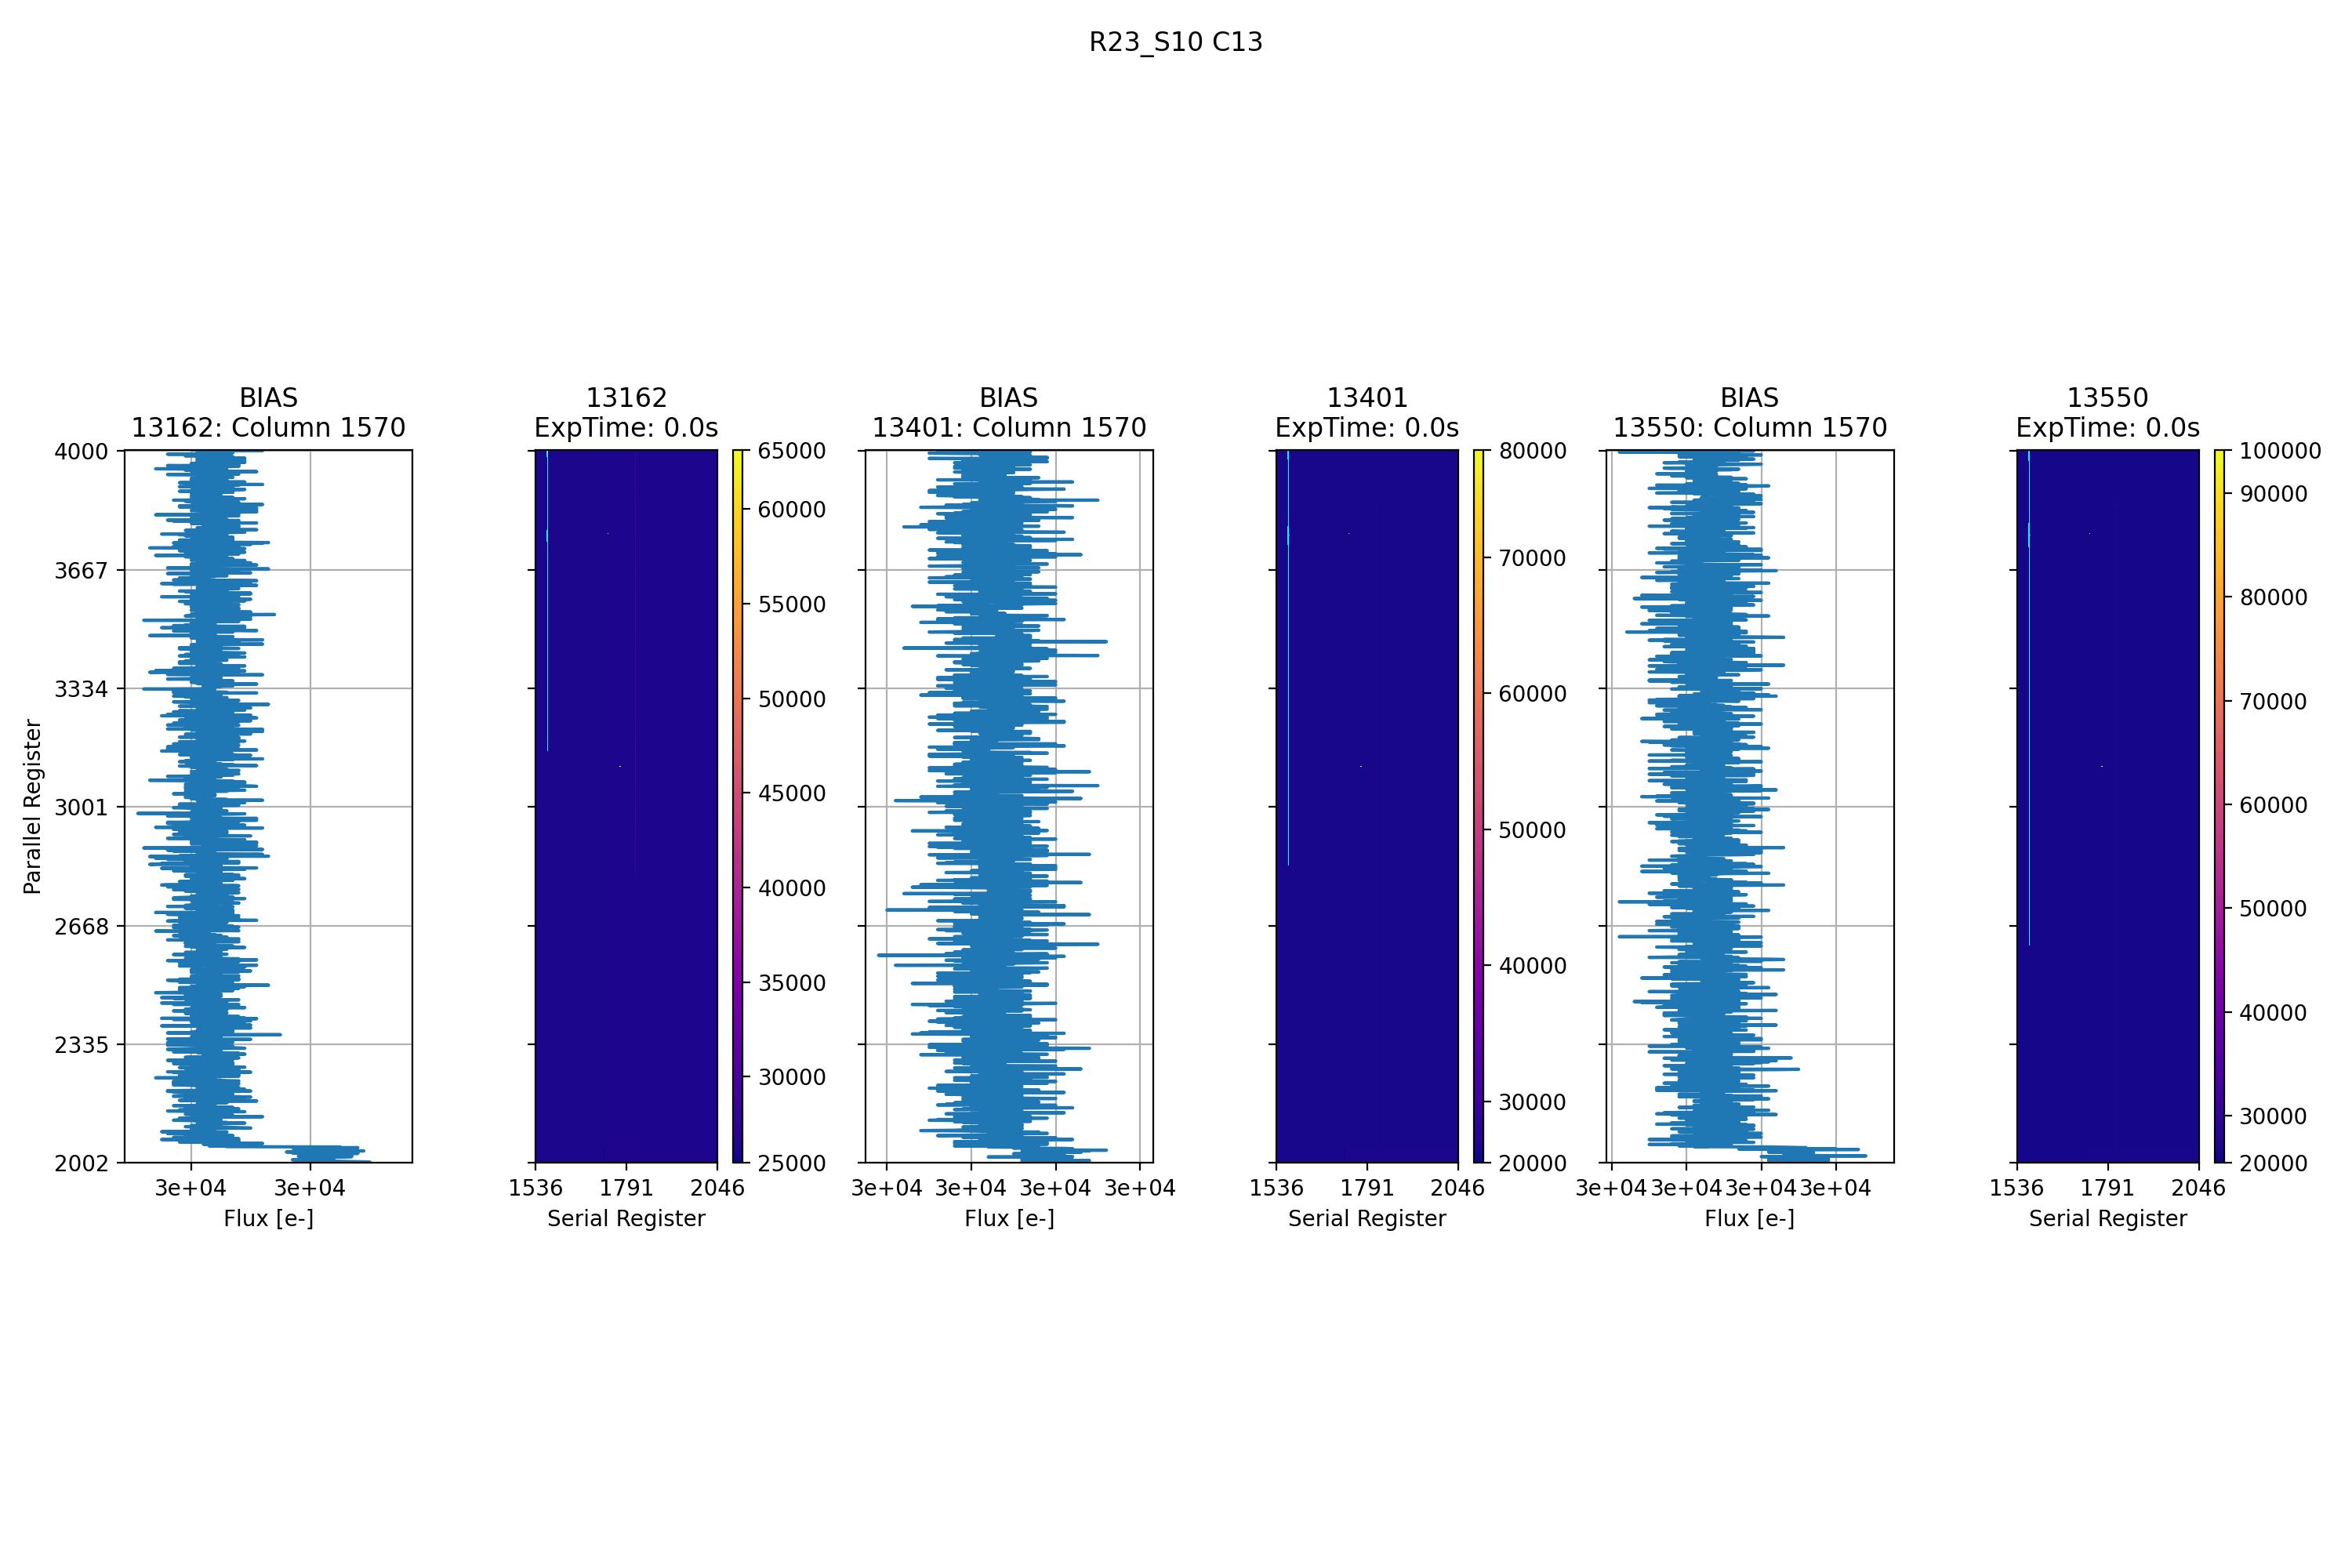 R23_S10 C13
BIAS
13162: Column 1570
13162
ExpTime: 0.0s
BIAS
13401: Column 1570
13401
ExpTime: 0.0s
BIAS
13550: Column 1570
13550
ExpTime: 0.0s
Parallel Register
4000
3667
3334
3001
2668
2335
2002
3e+04 3e+04
Flux [e-]
65000
60000
55000
50000
45000
40000
35000
30000
25000
1536 1791 2046
Serial Register
3e+04 3e+04 3e+04 3e+04
Flux [e-]
80000
70000
60000
50000
40000
30000
20000
1536 1791 2046
Serial Register
3e+04 3e+04 3e+04 3e+04
Flux [e-]
100000
90000
80000
70000
60000
50000
40000
30000
20000
1536 1791 2046
Serial Register